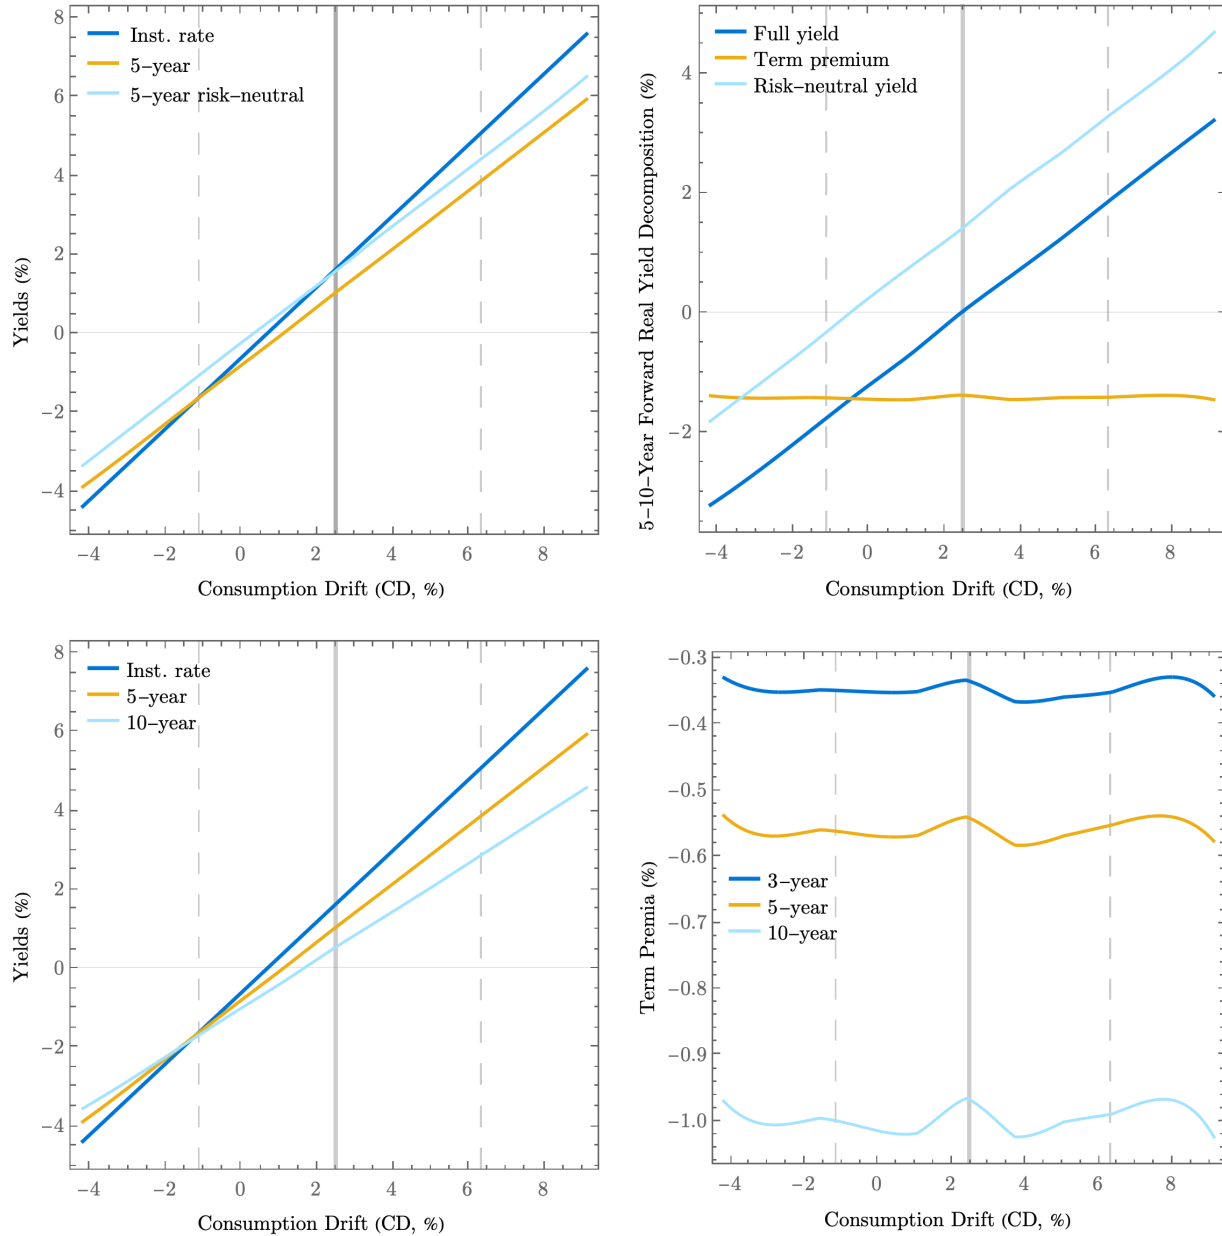 Inst. rate
5–year
5–year risk–neutral
Yields (%)
8
6
4
2
0
−2
−4
−4 −2 0 2 4 6 8
Consumption Drift (CD, %)
Full yield
Term premium
Risk–neutral yield
5–10–Year Forward Real Yield Decomposition (%)
4
2
0
−2
−4 −2 0 2 4 6 8
Consumption Drift (CD, %)
Inst. rate
5–year
10–year
Yields (%)
8
6
4
2
0
−2
−4
−4 −2 0 2 4 6 8
Consumption Drift (CD, %)
3–year
5–year
10–year
Term Premia (%)
−0.3
−0.4
−0.5
−0.6
−0.7
−0.8
−0.9
−1.0
−4 −2 0 2 4 6 8
Consumption Drift (CD, %)